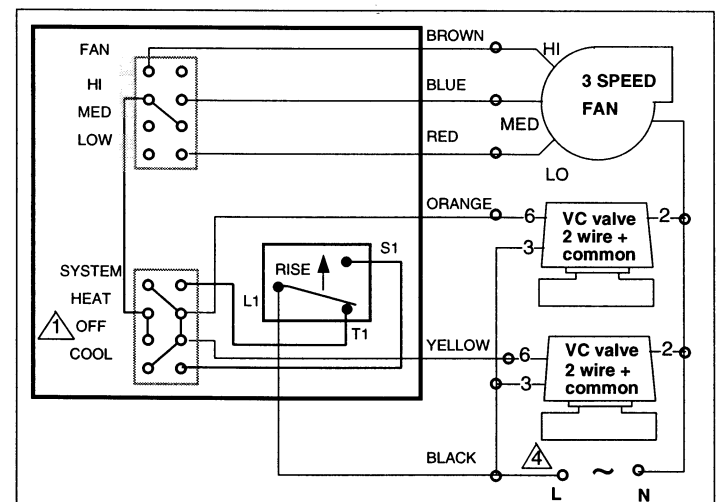 FAN
HI
MED
LOW
BROWN
BLUE
RED
HI
MED
LO
3 SPEED
FAN
ORANGE
6
3
VC valve
2 wire +
common
2
SYSTEM
HEAT
OFF
COOL
1
RISE
S1
L1
T1
YELLOW
6
3
VC valve
2 wire +
common
2
BLACK
4
L
~
N